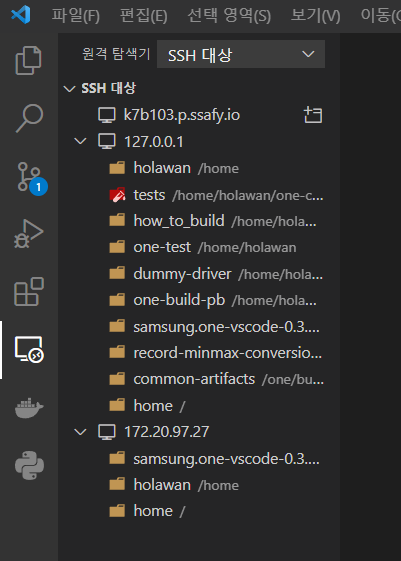 파일(F) 편집(E) 선택 영역(S) 보기(V) 이동(
원격 탐색기 SSH 대상
SSH 대상
k7b103.p.ssafy.io
127.0.0.1
holawan /home
1
tests /home/holawan/one-c...
how_to_build /home/hola...
one-test /home/holawan
dummy-driver /home/hola...
one-build-pb /home/hola...
samsung.one-vscode-0.3....
record-minmax-conversio...
common-artifacts /one/bu...
home /
172.20.97.27
samsung.one-vscode-0.3....
holawan /home
home /